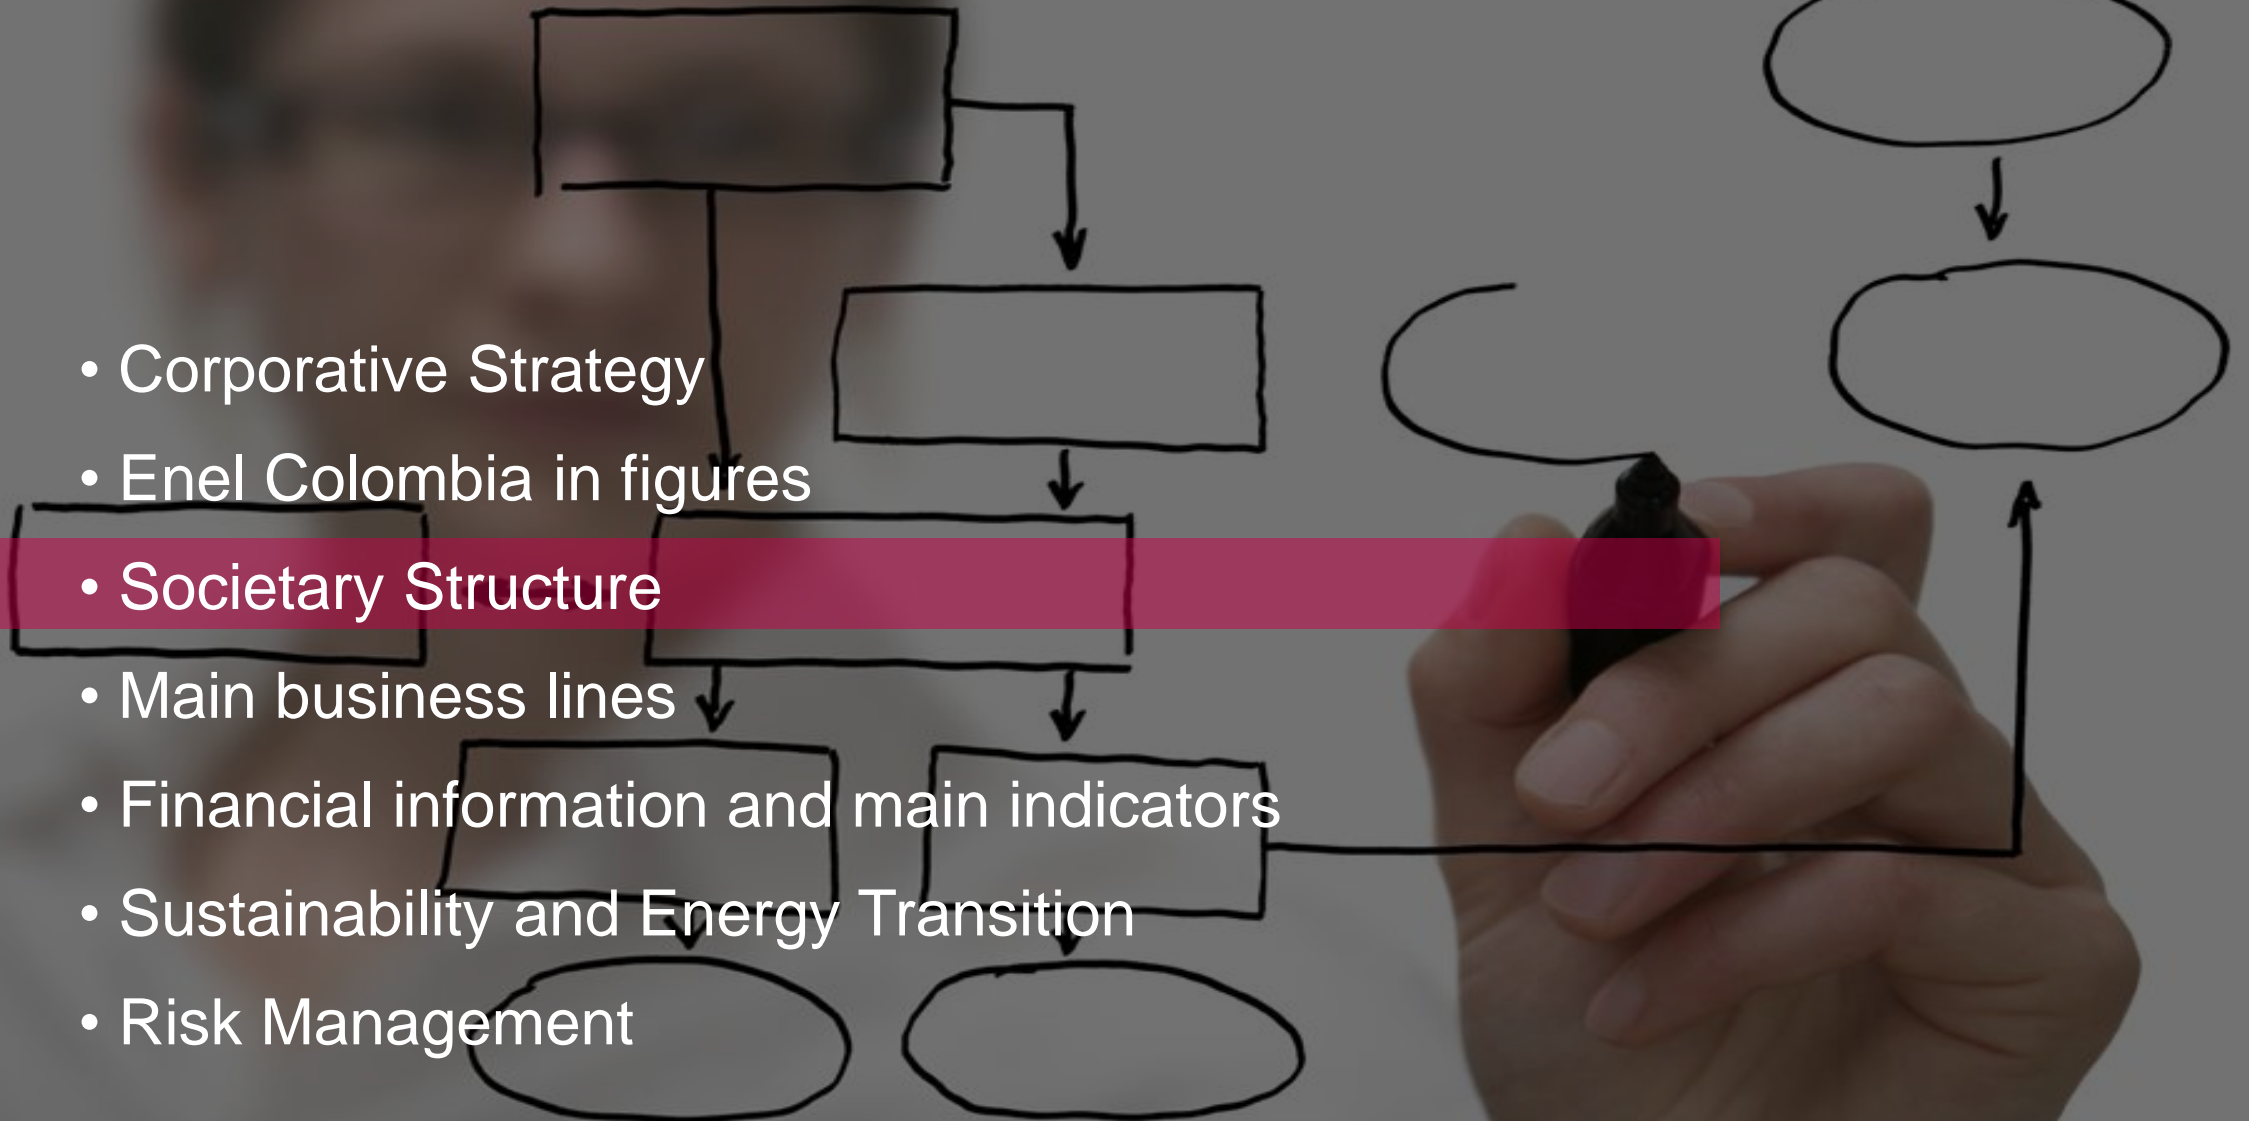 • Corporative Strategy
• Enel Colombia in figures
• Societary Structure
• Main business lines
• Financial information and main indicators
• Sustainability and Energy Transition
• Risk Management